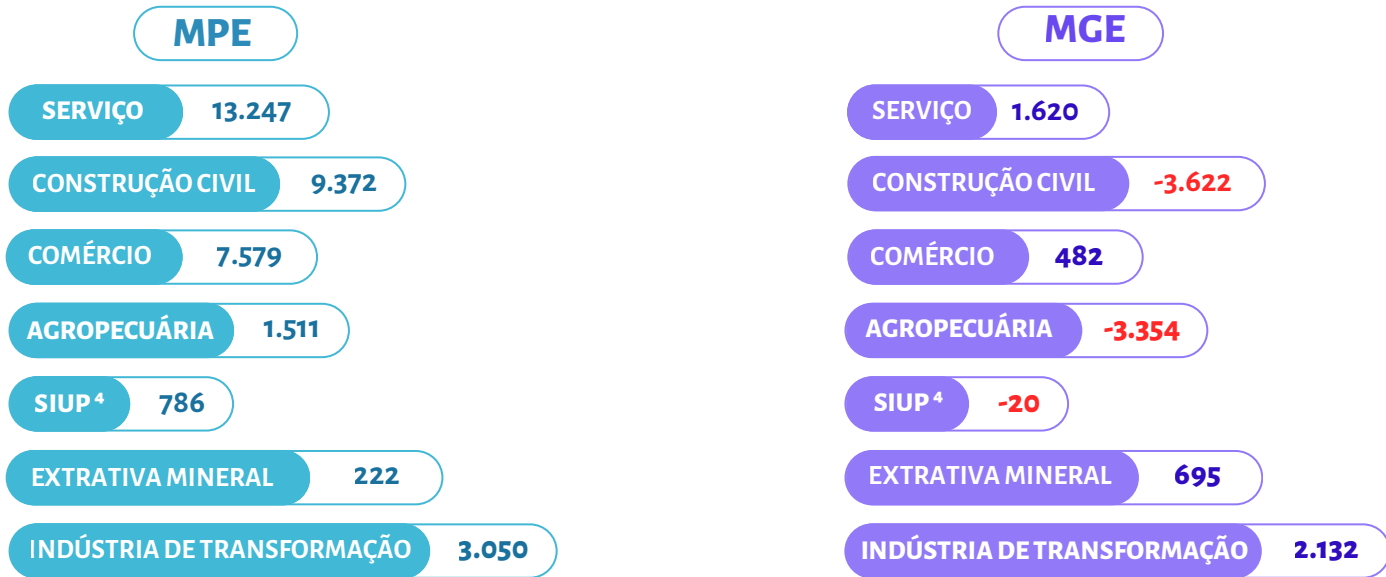 MPE
SERVIÇO 13.247
CONSTRUÇÃO CIVIL 9.372
COMÉRCIO 7.579
AGROPECUÁRIA 1.511
SIUP ⁴ 786
EXTRATIVA MINERAL 222
INDÚSTRIA DE TRANSFORMAÇÃO 3.050
MGE
SERVIÇO 1.620
CONSTRUÇÃO CIVIL -3.622
COMÉRCIO 482
AGROPECUÁRIA -3.354
SIUP ⁴ -20
EXTRATIVA MINERAL 695
INDÚSTRIA DE TRANSFORMAÇÃO 2.132